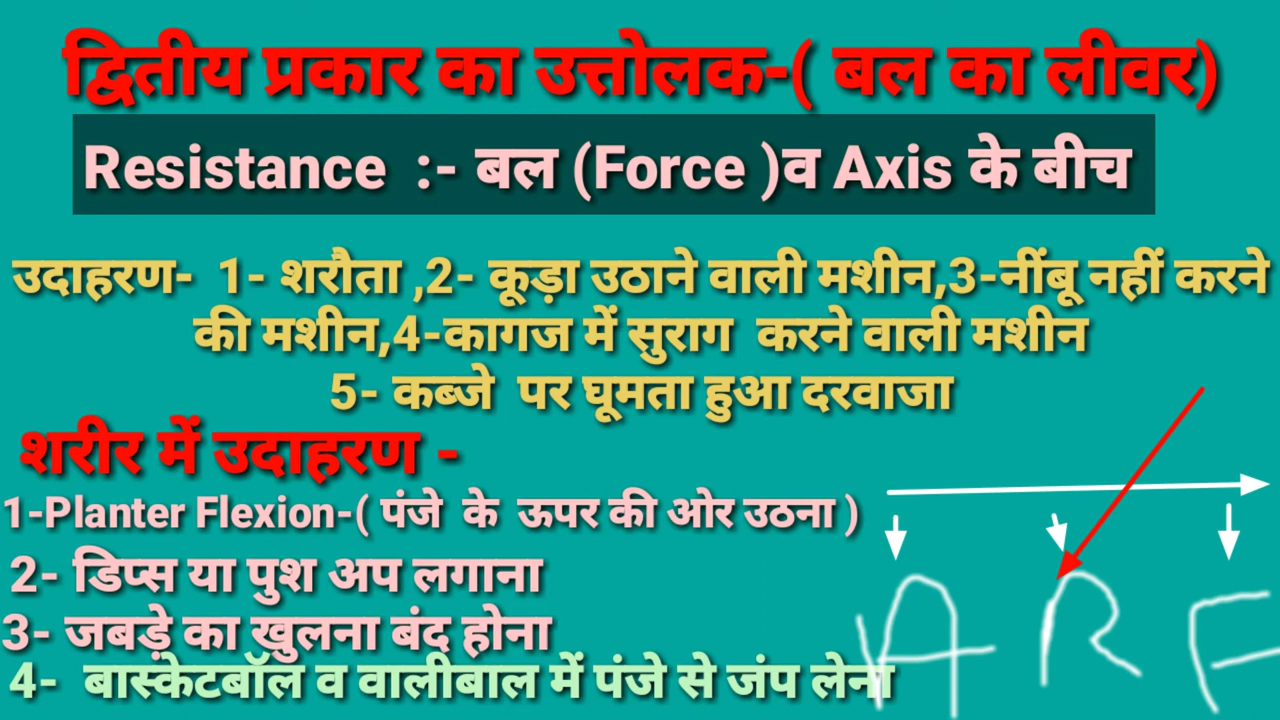 द्वितीय प्रकार का उत्तोलक-( बल का लीवर)
Resistance :- बल (Force )व Axis के बीच
उदाहरण- 1- शरौता ,2- कूड़ा उठाने वाली मशीन,3-नींबू नहीं करने
की मशीन,4-कागज में सुराग करने वाली मशीन
5- कब्जे पर घूमता हुआ दरवाजा
शरीर में उदाहरण -
1-Planter Flexion-( पंजे के ऊपर की ओर उठना )
2- डिप्स या पुश अप लगाना
3- जबड़े का खुलना बंद होना
4- बास्केटबॉल व वालीबाल में पंजे से जंप लेना
A R F